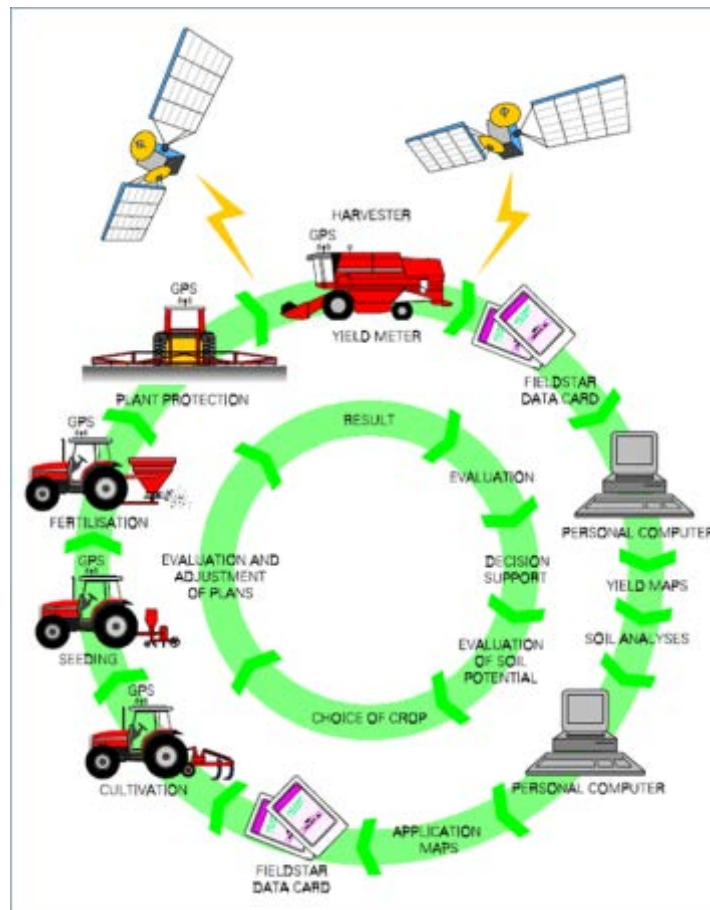 HARVESTER
GPS
GPS
YIELD METER
FIELDSTAR
DATA CARD
PLANT PROTECTION
RESULT
GPS
EVALUATION
FERTILISATION
PERSONAL COMPUTER
EVALUATION AND
ADJUSTMENT
OF PLANS
DECISION
SUPPORT
GPS
YIELD MAPS
SOIL ANALYSES
SEEDING
EVALUATION
OF SOIL
POTENTIAL
GPS
CHOICE OF CROP
CULTIVATION
PERSONAL COMPUTER
APPLICATION
MAPS
FIELDSTAR
DATA CARD